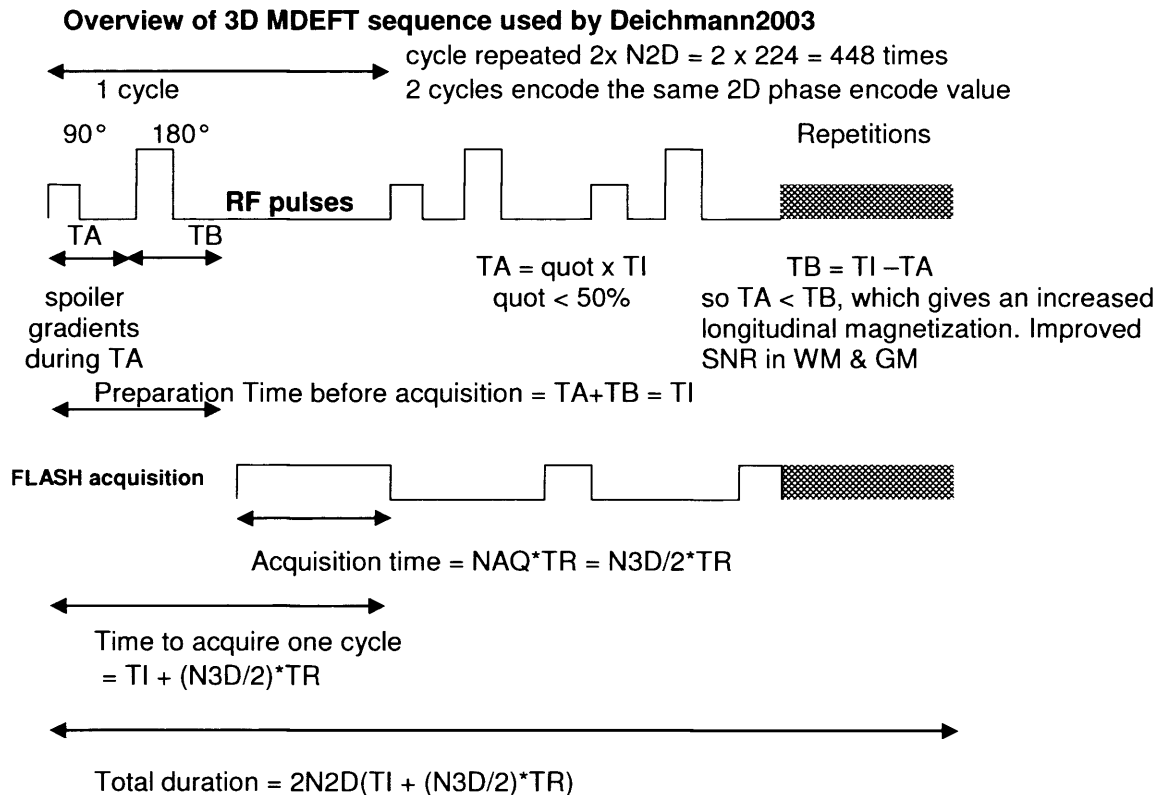 Overview of 3D MDEFT sequence used by Deichmann2003
cycle repeated 2x N2D = 2 x 224 = 448 times
1 cycle
2 cycles encode the same 2D phase encode value
90° 180° Repetitions
RF pulses
TA TB
TA = quot x TI
quot < 50%
TB = TI –TA
so TA < TB, which gives an increased
longitudinal magnetization. Improved
SNR in WM & GM
spoiler
gradients
during TA
Preparation Time before acquisition = TA+TB = TI
FLASH acquisition
Acquisition time = NAQ*TR = N3D/2*TR
Time to acquire one cycle
= TI + (N3D/2)*TR
Total duration = 2N2D(TI + (N3D/2)*TR)